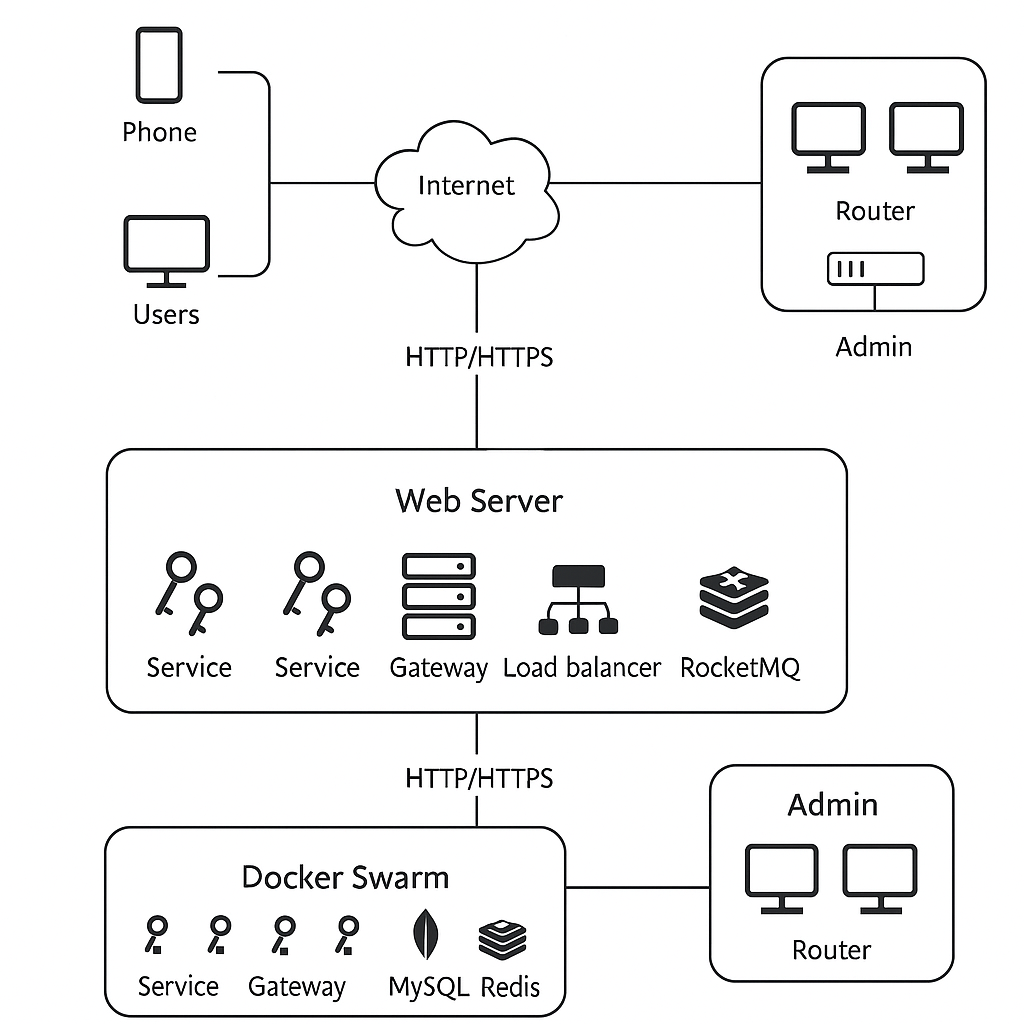 Phone
Users
Internet
Router
Admin
HTTP/HTTPS
Web Server
Service
Service
Gateway
Load balancer
RocketMQ
HTTP/HTTPS
Docker Swarm
Service
Gateway
MySQL
Redis
Admin
Router